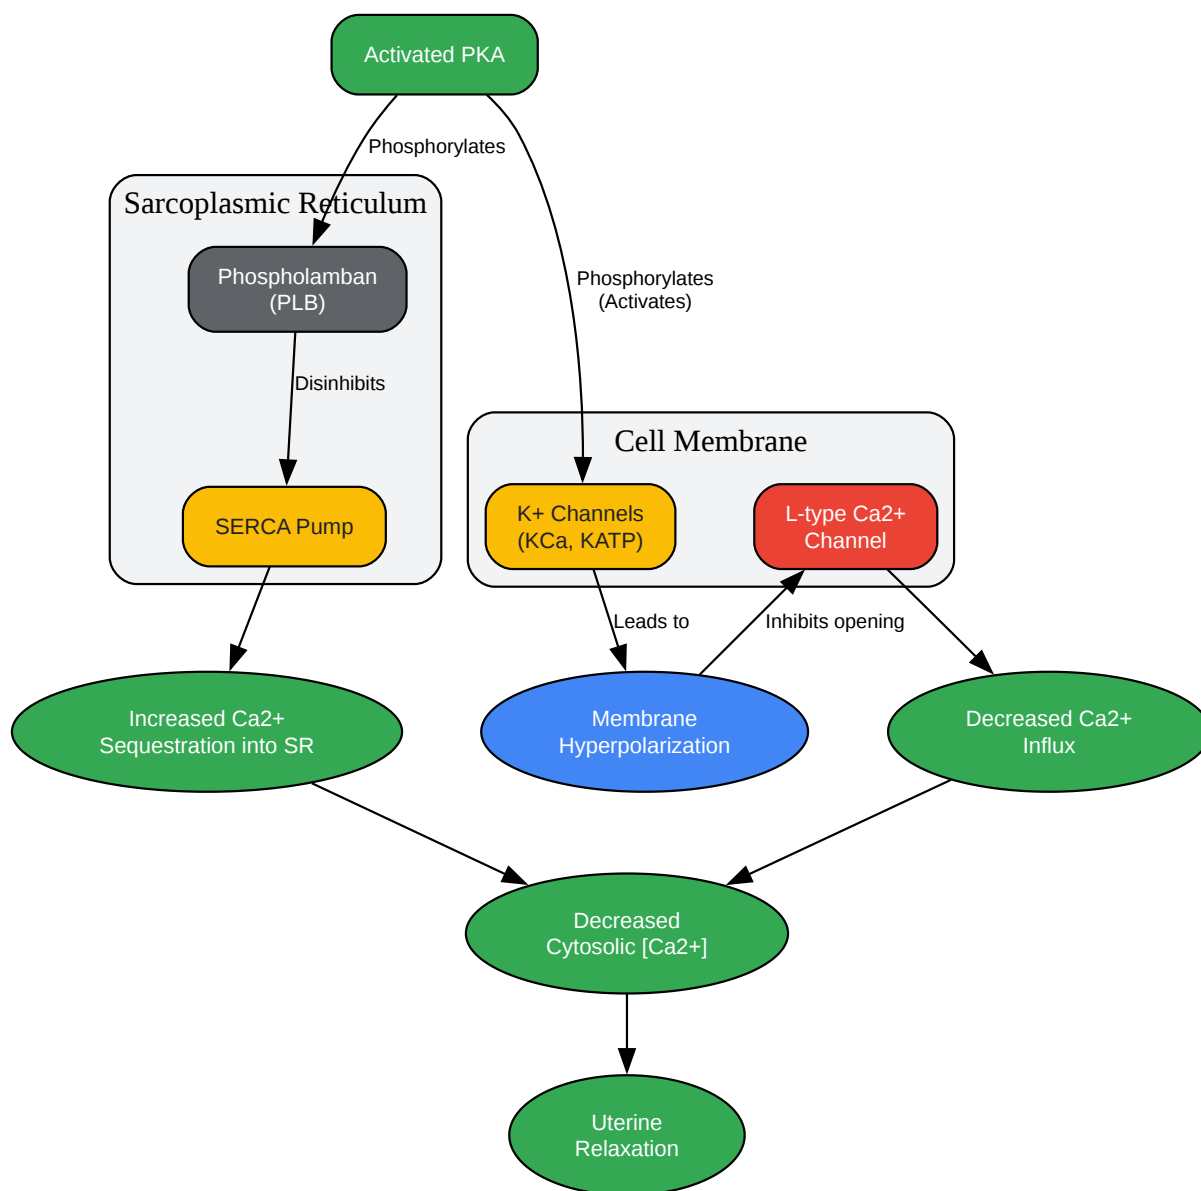 Activated PKA
Phosphorylates
Sarcoplasmic Reticulum
Phospholamban
(PLB)
Phosphorylates
(Activates)
Disinhibits
Cell Membrane
SERCA Pump
K+ Channels
(KCa, KATP)
L-type Ca2+
Channel
Leads to
Inhibits opening
Increased Ca2+
Sequestration into SR
Membrane
Hyperpolarization
Decreased Ca2+
Influx
Decreased
Cytosolic [Ca2+]
Uterine
Relaxation